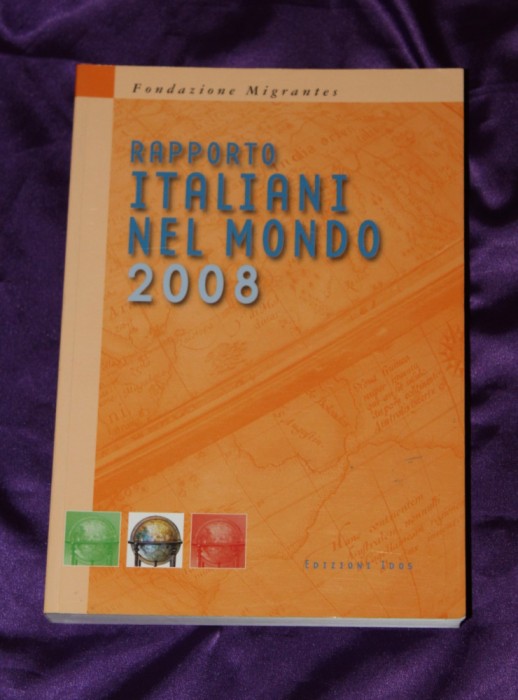 Fondazione Migrantes
RAPPORTO
ITALIANI
NEL MONDO
2008
EDIZIONI IDOS